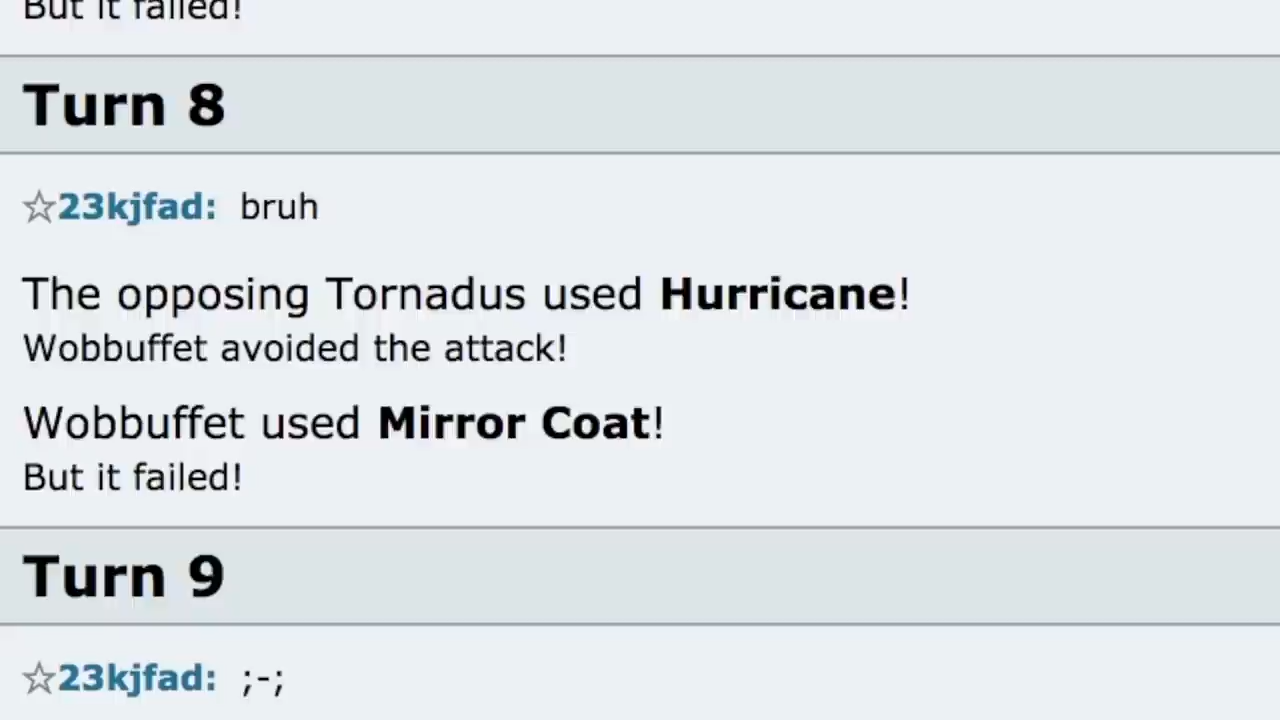 But it failed!
Turn 8
☆23kjfad: bruh
The opposing Tornadus used Hurricane!
Wobbuffet avoided the attack!
Wobbuffet used Mirror Coat!
But it failed!
Turn 9
☆23kjfad: ;-;